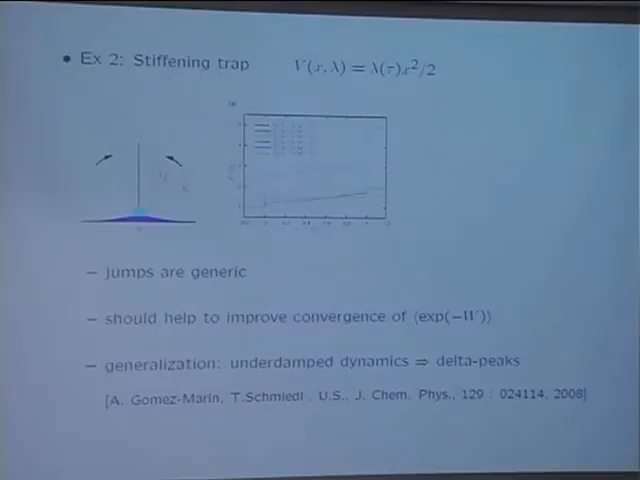 • Ex 2: Stiffening trap V(x, λ) = λ(τ)x²/2
(a)
– jumps are generic
– should help to improve convergence of ⟨exp(−W)⟩
– generalization: underdamped dynamics ⇒ delta-peaks
[A. Gomez-Marin, T.Schmiedl , U.S., J. Chem. Phys., 129 : 024114, 2008]